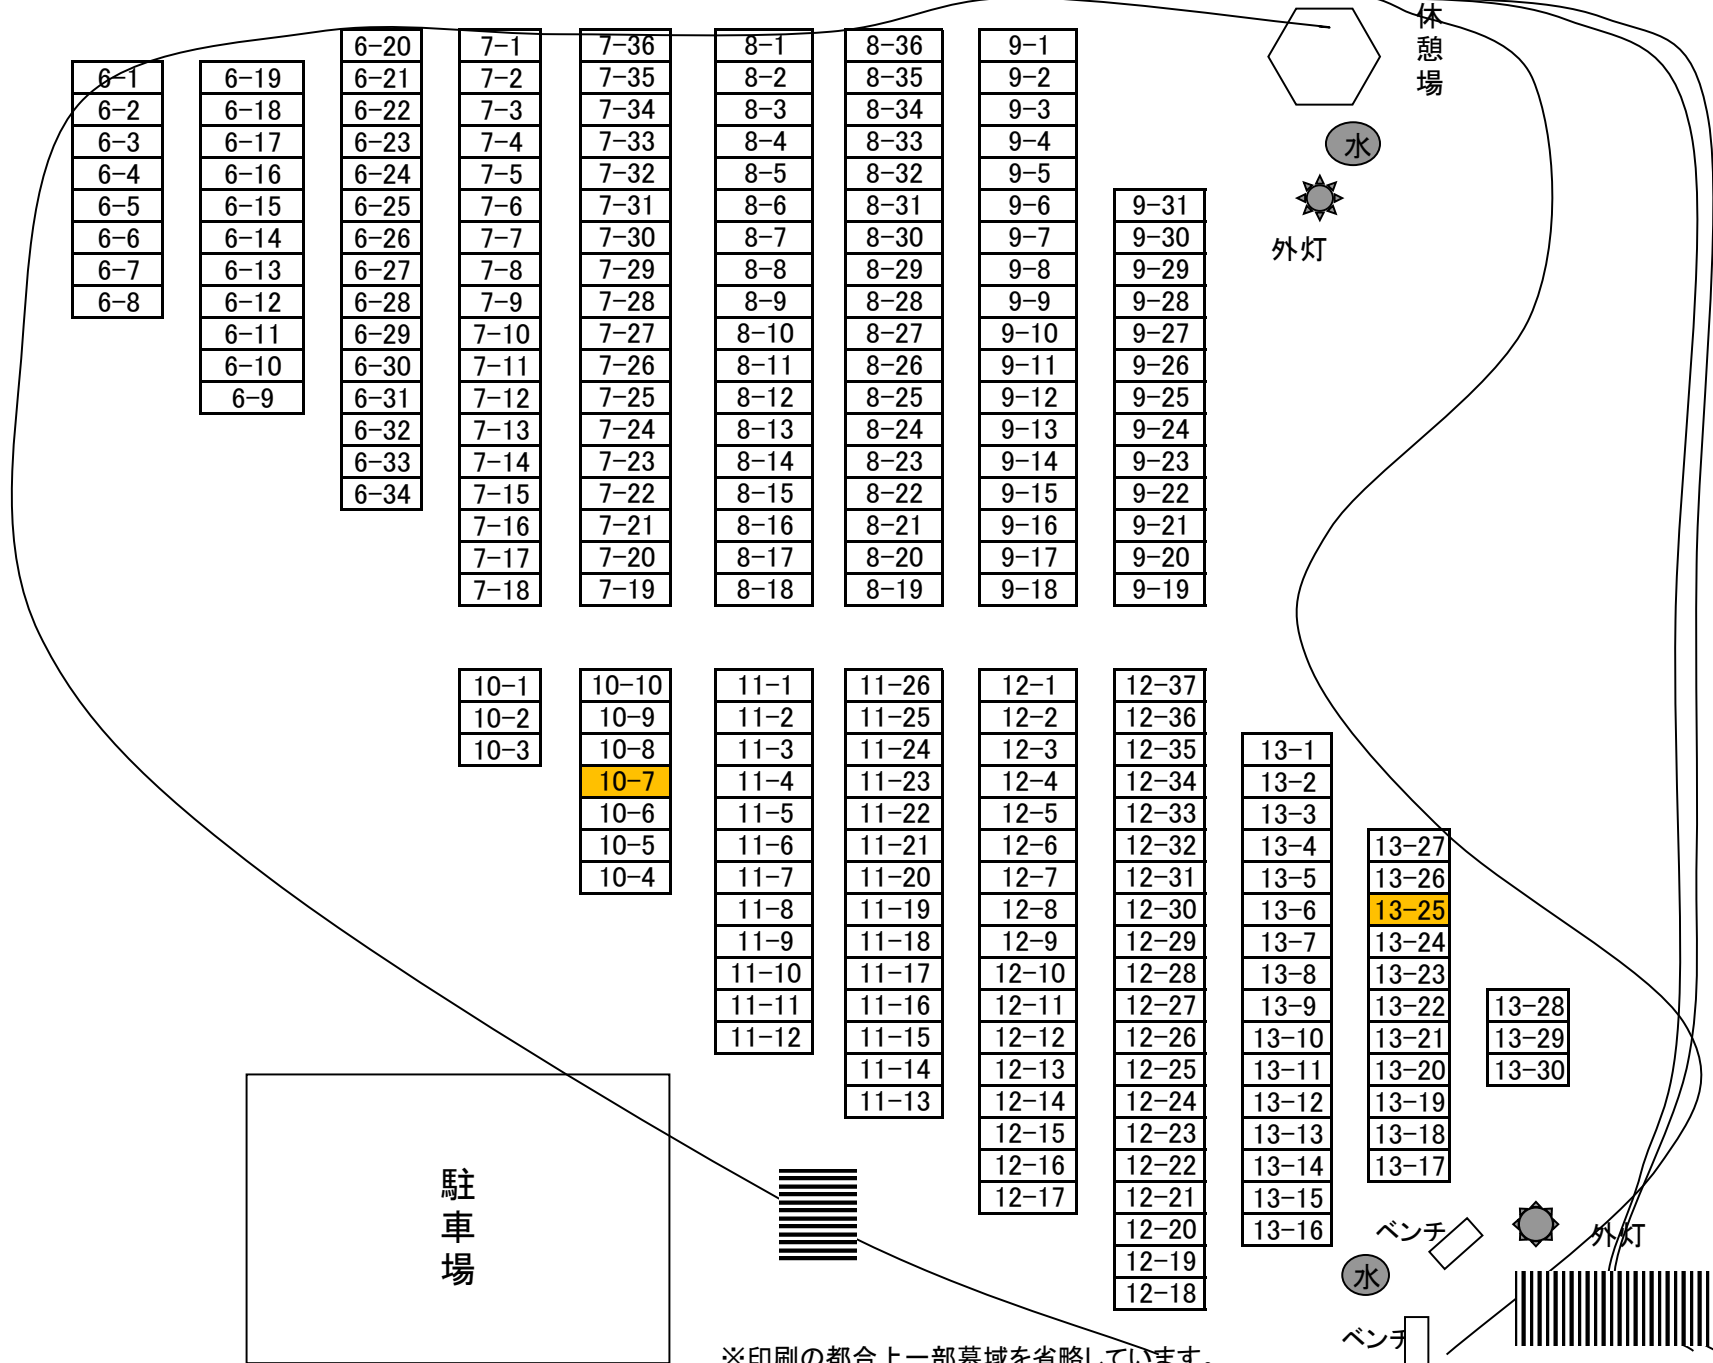 休憩場
6-20 7-1 7-36 8-1 8-36 9-1
6-1 6-19 6-21 7-2 7-35 8-2 8-35 9-2
6-2 6-18 6-22 7-3 7-34 8-3 8-34 9-3
6-3 6-17 6-23 7-4 7-33 8-4 8-33 9-4
水
6-4 6-16 6-24 7-5 7-32 8-5 8-32 9-5
6-5 6-15 6-25 7-6 7-31 8-6 8-31 9-6 9-31
6-6 6-14 6-26 7-7 7-30 8-7 8-30 9-7 9-30
外灯
6-7 6-13 6-27 7-8 7-29 8-8 8-29 9-8 9-29
6-8 6-12 6-28 7-9 7-28 8-9 8-28 9-9 9-28
6-11 6-29 7-10 7-27 8-10 8-27 9-10 9-27
6-10 6-30 7-11 7-26 8-11 8-26 9-11 9-26
6-9 6-31 7-12 7-25 8-12 8-25 9-12 9-25
6-32 7-13 7-24 8-13 8-24 9-13 9-24
6-33 7-14 7-23 8-14 8-23 9-14 9-23
6-34 7-15 7-22 8-15 8-22 9-15 9-22
7-16 7-21 8-16 8-21 9-16 9-21
7-17 7-20 8-17 8-20 9-17 9-20
7-18 7-19 8-18 8-19 9-18 9-19
10-1 10-10 11-1 11-26 12-1 12-37
10-2 10-9 11-2 11-25 12-2 12-36
10-3 10-8 11-3 11-24 12-3 12-35 13-1
10-7 11-4 11-23 12-4 12-34 13-2
10-6 11-5 11-22 12-5 12-33 13-3
10-5 11-6 11-21 12-6 12-32 13-4 13-27
10-4 11-7 11-20 12-7 12-31 13-5 13-26
11-8 11-19 12-8 12-30 13-6 13-25
11-9 11-18 12-9 12-29 13-7 13-24
11-10 11-17 12-10 12-28 13-8 13-23
11-11 11-16 12-11 12-27 13-9 13-22 13-28
11-12 11-15 12-12 12-26 13-10 13-21 13-29
11-14 12-13 12-25 13-11 13-20 13-30
11-13 12-14 12-24 13-12 13-19
12-15 12-23 13-13 13-18
12-16 12-22 13-14 13-17
12-17 12-21 13-15
12-20 13-16
12-19
12-18
駐車場
ベンチ
外灯
水
ベンチ
※印刷の都合上一部墓域を省略しています。